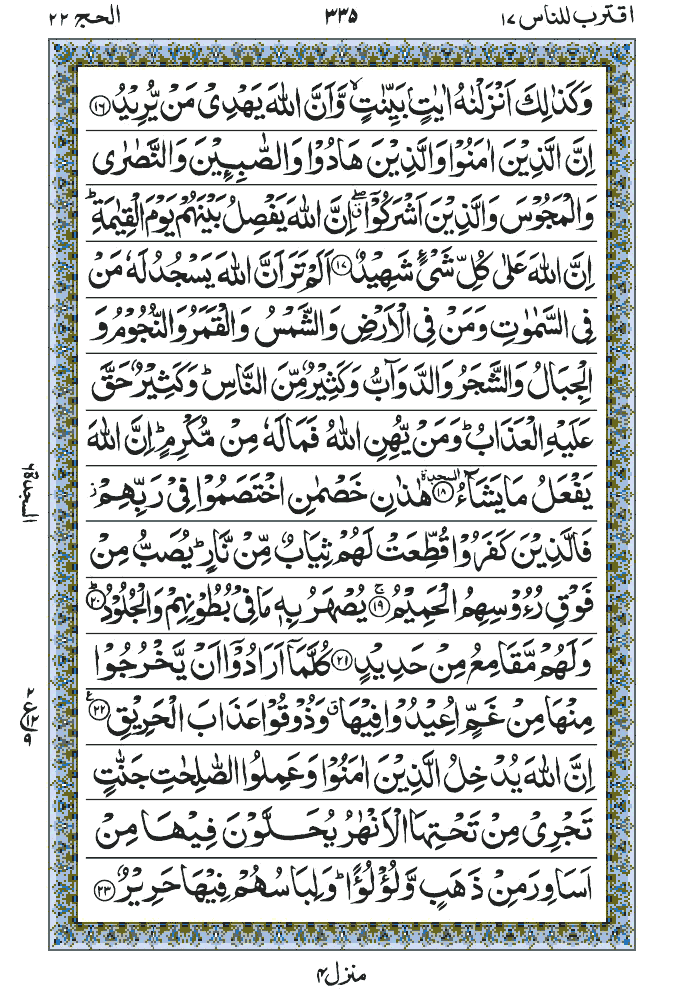 اقترب للناس ١٧ ٣٣٥ الحج ٢٢
وَكَذٰلِكَ اَنْزَلْنٰهُ اٰيٰتٍۭ بَيِّنٰتٍۙ وَّاَنَّ اللّٰهَ يَهْدِىْ مَنْ يُّرِيْدُ ﴿١٦﴾
اِنَّ الَّذِيْنَ اٰمَنُوْا وَالَّذِيْنَ هَادُوْا وَالصّٰبِـِٕيْنَ وَالنَّصٰرٰى
وَالْمَجُوْسَ وَالَّذِيْنَ اَشْرَكُوْۤا ۖۗ اِنَّ اللّٰهَ يَفْصِلُ بَيْنَهُمْ يَوْمَ الْقِيٰمَةِ ؕ
اِنَّ اللّٰهَ عَلٰى كُلِّ شَىْءٍ شَهِيْدٌ ﴿١٧﴾ اَلَمْ تَرَ اَنَّ اللّٰهَ يَسْجُدُ لَهٗ مَنْ
فِى السَّمٰوٰتِ وَمَنْ فِى الْاَرْضِ وَالشَّمْسُ وَالْقَمَرُ وَالنُّجُوْمُ وَ
الْجِبَالُ وَالشَّجَرُ وَالدَّوَآبُّ وَكَثِيْرٌ مِّنَ النَّاسِ ؕ وَكَثِيْرٌ حَقَّ
عَلَيْهِ الْعَذَابُ ؕ وَمَنْ يُّهِنِ اللّٰهُ فَمَا لَهٗ مِنْ مُّكْرِمٍ ؕ اِنَّ اللّٰهَ
يَفْعَلُ مَا يَشَآءُ ﴿١٨﴾ السجدة هٰذٰنِ خَصْمٰنِ اخْتَصَمُوْا فِىْ رَبِّهِمْ ز
فَالَّذِيْنَ كَفَرُوْا قُطِّعَتْ لَهُمْ ثِيَابٌ مِّنْ نَّارٍ ؕ يُصَبُّ مِنْ
فَوْقِ رُءُوْسِهِمُ الْحَمِيْمُ ﴿١٩﴾ۚ يُصْهَرُ بِهٖ مَا فِىْ بُطُوْنِهِمْ وَالْجُلُوْدُ ﴿٢٠﴾ؕ
وَلَهُمْ مَّقَامِعُ مِنْ حَدِيْدٍ ﴿٢١﴾ كُلَّمَاۤ اَرَادُوْۤا اَنْ يَّخْرُجُوْا
مِنْهَا مِنْ غَمٍّ اُعِيْدُوْا فِيْهَا ق وَذُوْقُوْا عَذَابَ الْحَرِيْقِ ﴿٢٢﴾ ع
اِنَّ اللّٰهَ يُدْخِلُ الَّذِيْنَ اٰمَنُوْا وَعَمِلُوا الصّٰلِحٰتِ جَنّٰتٍ
تَجْرِىْ مِنْ تَحْتِهَا الْاَنْهٰرُ يُحَلَّوْنَ فِيْهَا مِنْ
اَسَاوِرَ مِنْ ذَهَبٍ وَّلُؤْلُؤًا ؕ وَلِبَاسُهُمْ فِيْهَا حَرِيْرٌ ﴿٢٣﴾
السجدة ٦
منزل ٤